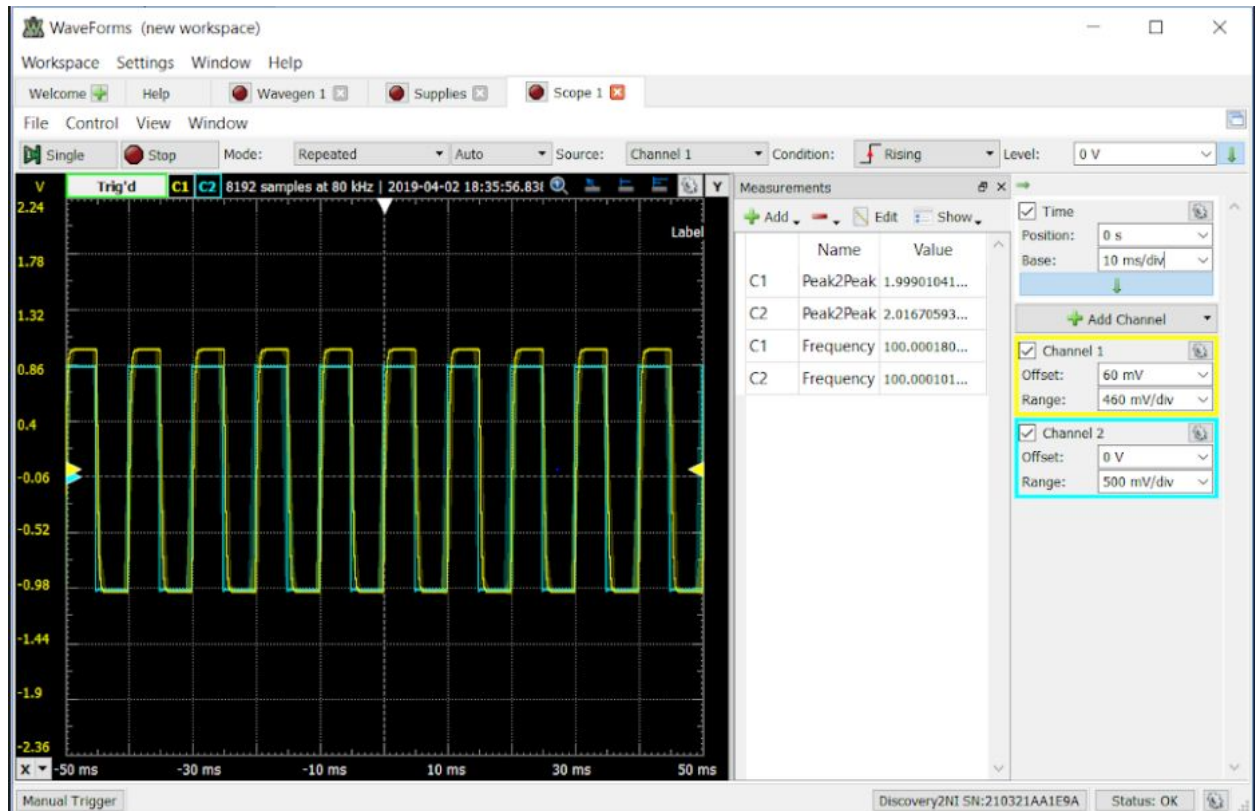 WaveForms (new workspace)
Workspace Settings Window Help
Welcome Help Wavegen 1 Supplies Scope 1
File Control View Window
Single Stop Mode: Repeated Auto Source: Channel 1 Condition: Rising Level: 0 V
V Trig'd C1 C2 8192 samples at 80 kHz | 2019-04-02 18:35:56.838 Y
Label
2.24
1.78
1.32
0.86
0.4
-0.06
-0.52
-0.98
-1.44
-1.9
-2.36
X -50 ms -30 ms -10 ms 10 ms 30 ms 50 ms
Measurements
Add Edit Show
Name Value
C1 Peak2Peak 1.99901041...
C2 Peak2Peak 2.01670593...
C1 Frequency 100.000180...
C2 Frequency 100.000101...
Time
Position: 0 s
Base: 10 ms/div
Add Channel
Channel 1
Offset: 60 mV
Range: 460 mV/div
Channel 2
Offset: 0 V
Range: 500 mV/div
Manual Trigger Discovery2NI SN:210321AA1E9A Status: OK